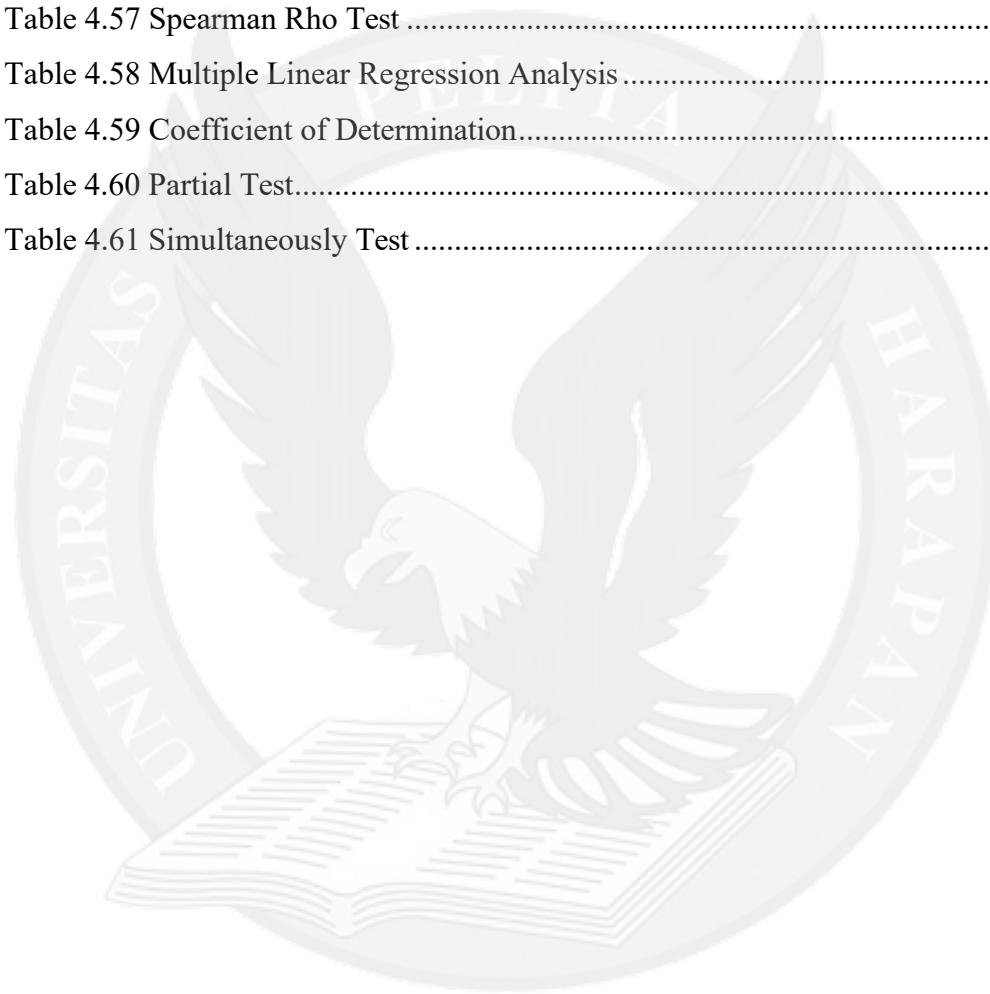 Table 4.57 Spearman Rho Test ........................................................................
Table 4.58 Multiple Linear Regression Analysis ..............................................
Table 4.59 Coefficient of Determination...........................................................
Table 4.60 Partial Test.......................................................................................
Table 4.61 Simultaneously Test ........................................................................
UNIVERSITAS PELITA HARAPAN